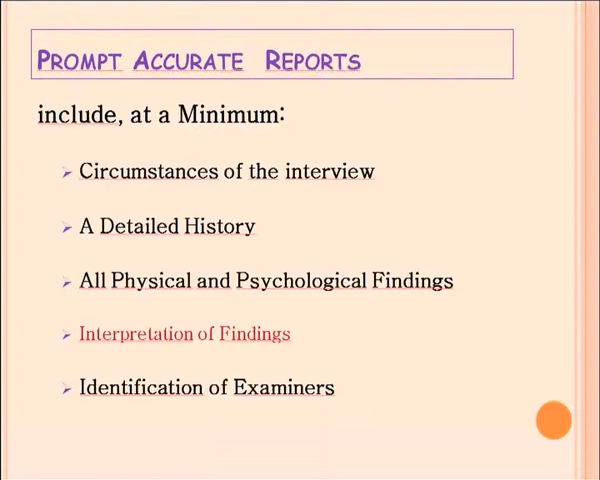 PROMPT ACCURATE REPORTS
include, at a Minimum:
Circumstances of the interview
A Detailed History
All Physical and Psychological Findings
Interpretation of Findings
Identification of Examiners